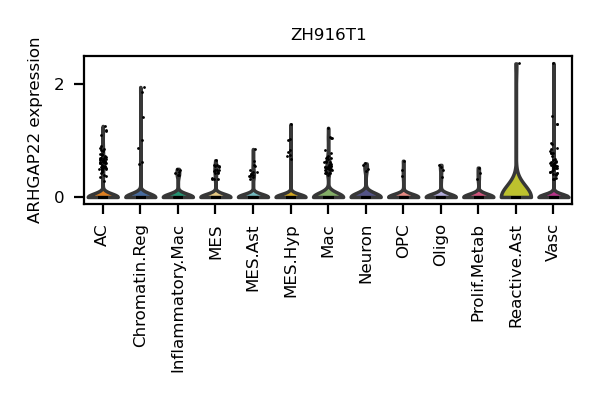 ZH916T1
ARHGAP22 expression
2
0
AC
Chromatin.Reg
Inflammatory.Mac
MES
MES.Ast
MES.Hyp
Mac
Neuron
OPC
Oligo
Prolif.Metab
Reactive.Ast
Vasc